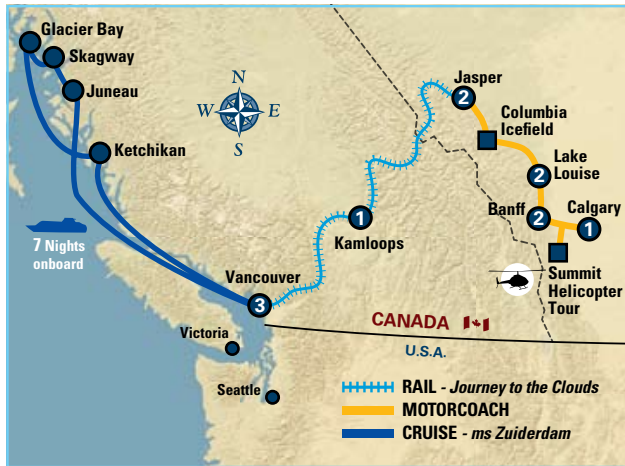 Glacier Bay
Skagway
Juneau
Ketchikan
N
W E
S
Jasper
2
Columbia
Icefield
Lake
Louise
2
Banff
2
Calgary
1
Summit
Helicopter
Tour
1
Kamloops
7 Nights
onboard
Vancouver
3
Victoria
Seattle
CANADA
U.S.A.
RAIL - Journey to the Clouds
MOTORCOACH
CRUISE - ms Zuiderdam